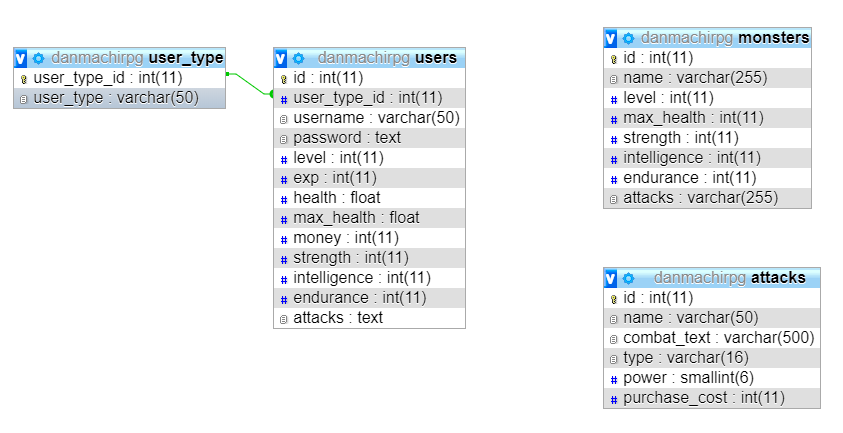 danmachirpg user_type
user_type_id : int(11)
user_type : varchar(50)
danmachirpg users
id : int(11)
user_type_id : int(11)
username : varchar(50)
password : text
level : int(11)
exp : int(11)
health : float
max_health : float
money : int(11)
strength : int(11)
intelligence : int(11)
endurance : int(11)
attacks : text
danmachirpg monsters
id : int(11)
name : varchar(255)
level : int(11)
max_health : int(11)
strength : int(11)
intelligence : int(11)
endurance : int(11)
attacks : varchar(255)
danmachirpg attacks
id : int(11)
name : varchar(50)
combat_text : varchar(500)
type : varchar(16)
power : smallint(6)
purchase_cost : int(11)